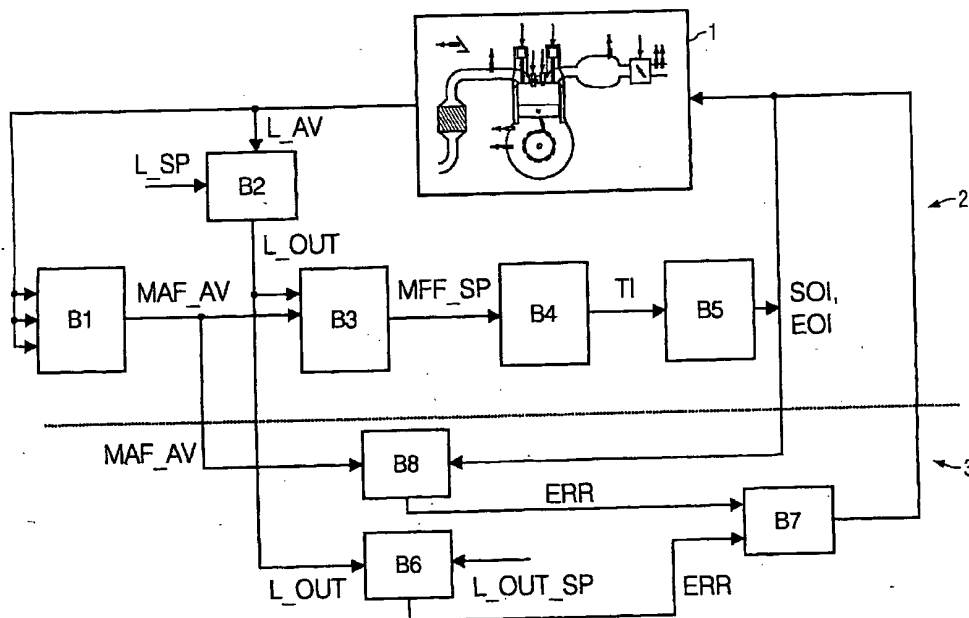 1
L_AV
L_SP
B2
2
L_OUT
B1
MAF_AV
B3
MFF_SP
B4
TI
B5
SOI,
EOI
MAF_AV
B8
3
ERR
B7
B6
L_OUT
L_OUT_SP
ERR